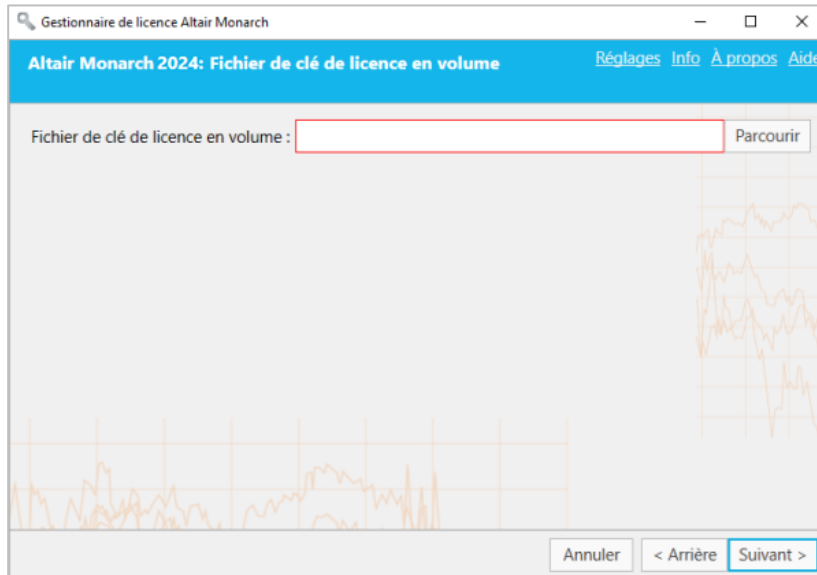 Gestionnaire de licence Altair Monarch
Altair Monarch 2024: Fichier de clé de licence en volume
Réglages Info À propos Aide
Fichier de clé de licence en volume :
Parcourir
Annuler
< Arrière
Suivant >